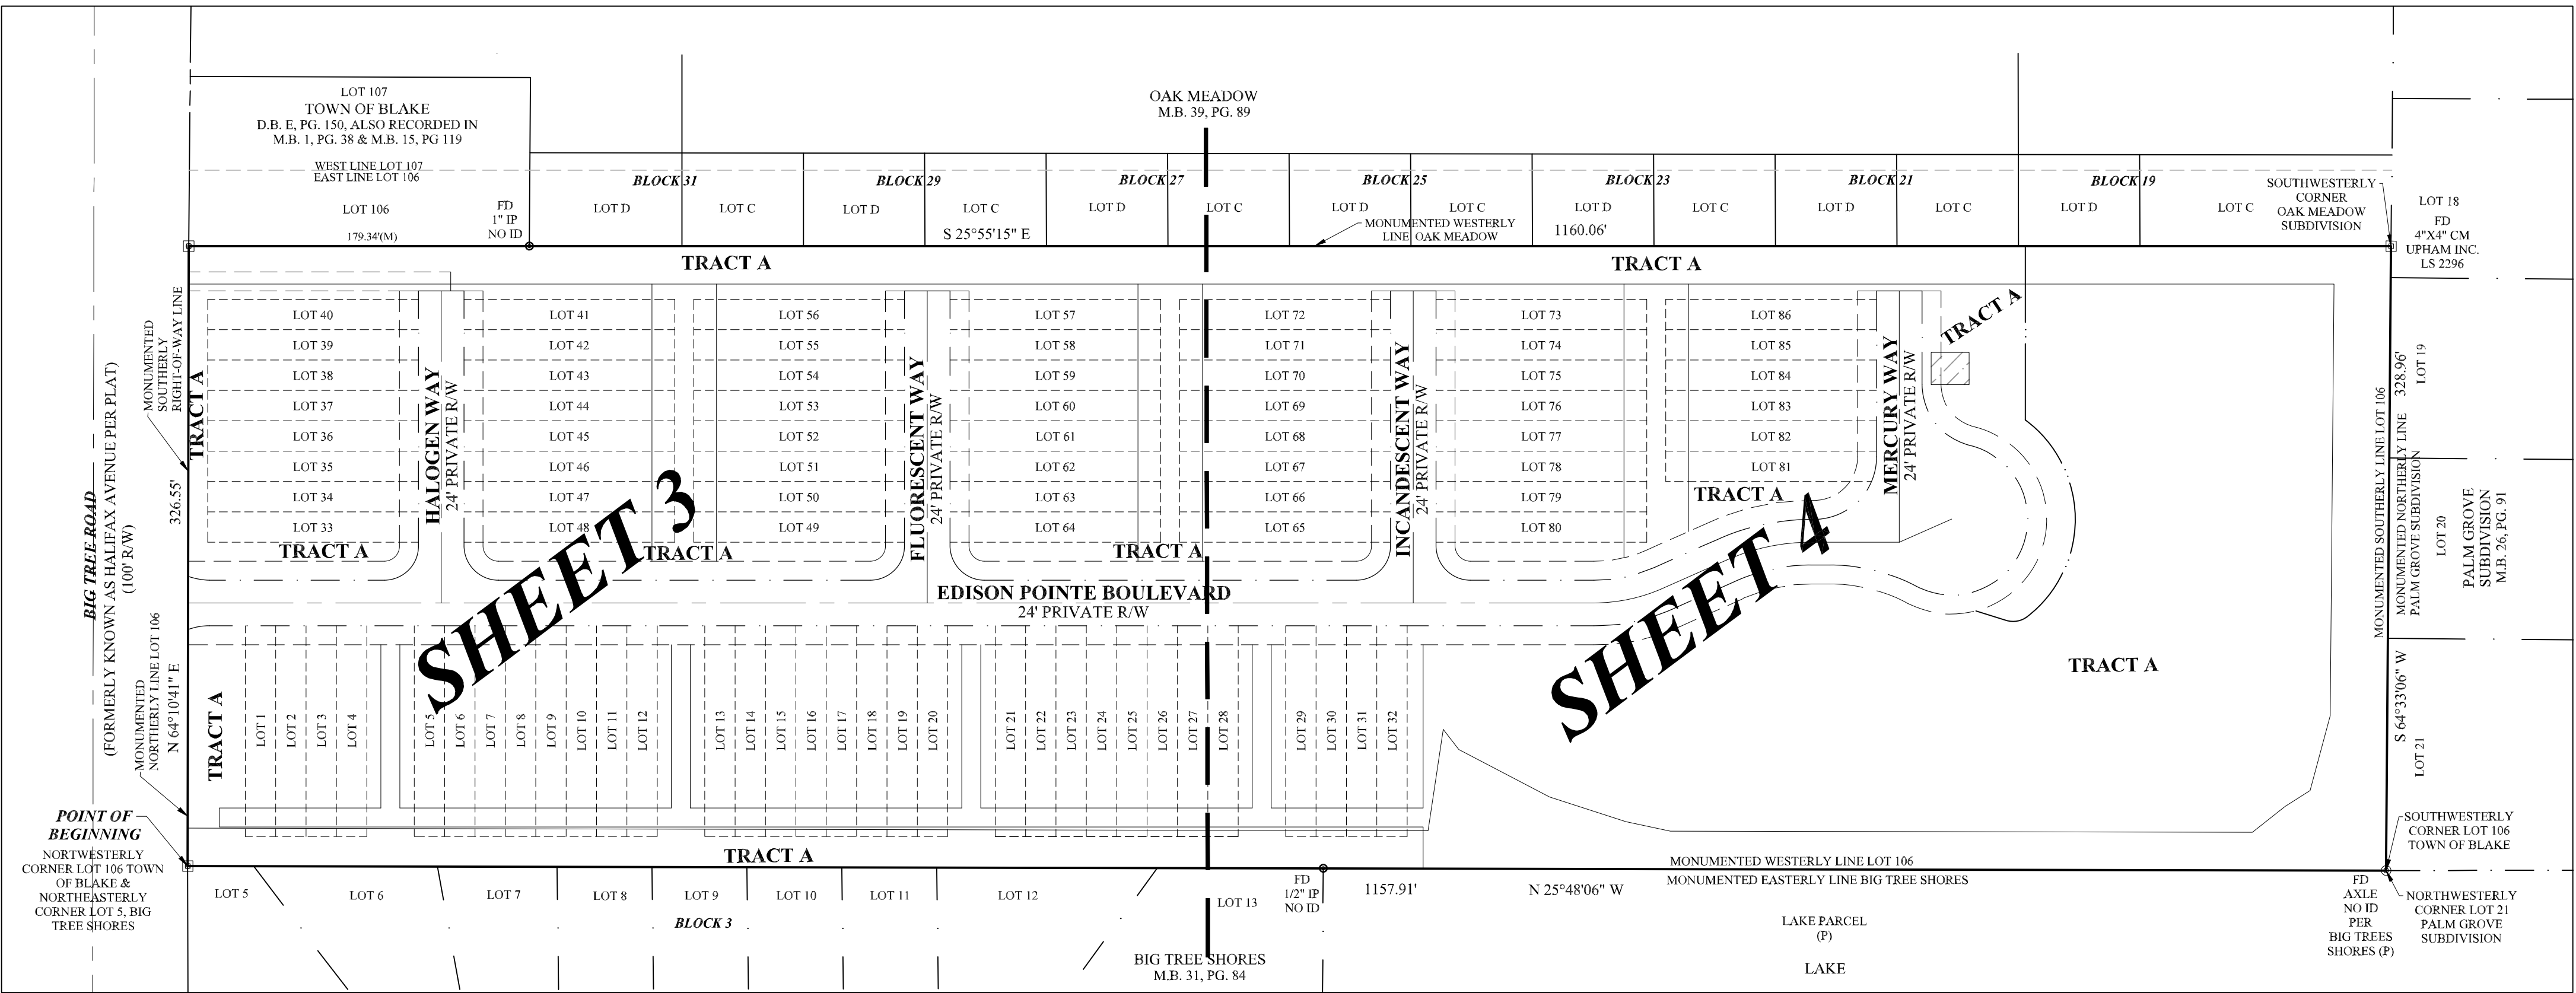 LOT 107
TOWN OF BLAKE
D.B. E, PG. 150, ALSO RECORDED IN
M.B. 1, PG. 38 & M.B. 15, PG 119
WEST LINE LOT 107
EAST LINE LOT 106
LOT 106
179.34'(M)
FD
1" IP
NO ID
OAK MEADOW
M.B. 39, PG. 89
BLOCK 31
BLOCK 29
BLOCK 27
BLOCK 25
BLOCK 23
BLOCK 21
BLOCK 19
LOT D
LOT C
LOT D
LOT C
LOT D
LOT C
LOT D
LOT C
LOT D
LOT C
LOT D
LOT C
LOT D
LOT C
S 25°55'15" E
MONUMENTED WESTERLY
LINE OAK MEADOW
1160.06'
SOUTHWESTERLY
CORNER
OAK MEADOW
SUBDIVISION
LOT 18
FD
4"X4" CM
UPHAM INC.
LS 2296
TRACT A
TRACT A
TRACT A
LOT 40
LOT 39
LOT 38
LOT 37
LOT 36
LOT 35
LOT 34
LOT 33
TRACT A
HALOGEN WAY
24' PRIVATE R/W
LOT 41
LOT 42
LOT 43
LOT 44
LOT 45
LOT 46
LOT 47
LOT 48
LOT 56
LOT 55
LOT 54
LOT 53
LOT 52
LOT 51
LOT 50
LOT 49
TRACT A
FLUORESCENT WAY
24' PRIVATE R/W
LOT 57
LOT 58
LOT 59
LOT 60
LOT 61
LOT 62
LOT 63
LOT 64
LOT 72
LOT 71
LOT 70
LOT 69
LOT 68
LOT 67
LOT 66
LOT 65
TRACT A
INCANDESCENT WAY
24' PRIVATE R/W
LOT 73
LOT 74
LOT 75
LOT 76
LOT 77
LOT 78
LOT 79
LOT 80
LOT 86
LOT 85
LOT 84
LOT 83
LOT 82
LOT 81
TRACT A
MERCURY WAY
24' PRIVATE R/W
SHEET 3
SHEET 4
EDISON POINTE BOULEVARD
24' PRIVATE R/W
BIG TREE ROAD
(FORMERLY KNOWN AS HALIFAX AVENUE PER PLAT)
(100' R/W)
MONUMENTED
SOUTHERLY
RIGHT-OF-WAY LINE
TRACT A
326.55'
MONUMENTED
NORTHERLY LINE LOT 106
N 64°10'41" E
TRACT A
LOT 1
LOT 2
LOT 3
LOT 4
LOT 5
LOT 6
LOT 7
LOT 8
LOT 9
LOT 10
LOT 11
LOT 12
LOT 13
LOT 14
LOT 15
LOT 16
LOT 17
LOT 18
LOT 19
LOT 20
LOT 21
LOT 22
LOT 23
LOT 24
LOT 25
LOT 26
LOT 27
LOT 28
LOT 29
LOT 30
LOT 31
LOT 32
TRACT A
MONUMENTED SOUTHERLY LINE LOT 106
MONUMENTED NORTHERLY LINE
PALM GROVE SUBDIVISION
328.96'
S 64°33'06" W
LOT 19
LOT 20
LOT 21
PALM GROVE
SUBDIVISION
M.B. 26, PG. 91
POINT OF
BEGINNING
NORTWESTERLY
CORNER LOT 106 TOWN
OF BLAKE &
NORTHEASTERLY
CORNER LOT 5, BIG
TREE SHORES
TRACT A
LOT 5
LOT 6
LOT 7
LOT 8
LOT 9
LOT 10
LOT 11
LOT 12
LOT 13
BLOCK 3
BIG TREE SHORES
M.B. 31, PG. 84
FD
1/2" IP
NO ID
1157.91'
N 25°48'06" W
MONUMENTED WESTERLY LINE LOT 106
MONUMENTED EASTERLY LINE BIG TREE SHORES
LAKE PARCEL
(P)
LAKE
FD
AXLE
NO ID
PER
BIG TREES
SHORES (P)
SOUTHWESTERLY
CORNER LOT 106
TOWN OF BLAKE
NORTHWESTERLY
CORNER LOT 21
PALM GROVE
SUBDIVISION